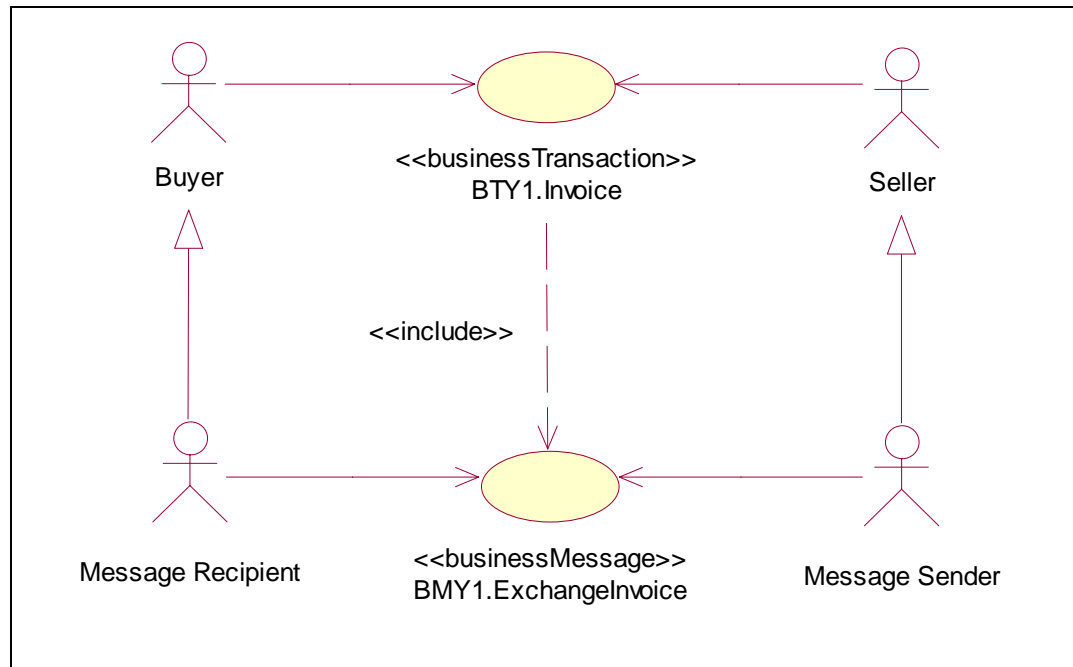 <<businessTransaction>>
Buyer
BTY1.Invoice
Seller
<<include>>
<<businessMessage>>
Message Recipient
Message Sender
BMY1.ExchangeInvoice